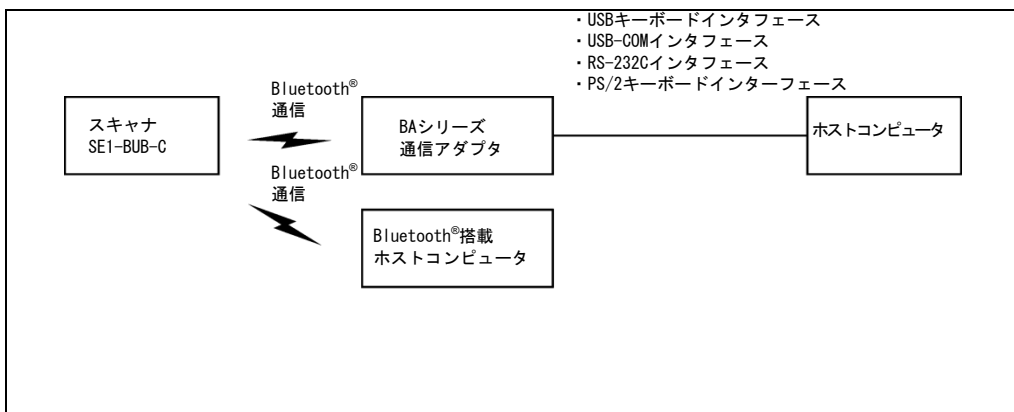 ・USBキーボードインタフェース
・USB-COMインタフェース
・RS-232Cインタフェース
・PS/2キーボードインターフェース
Bluetooth®
通信
スキャナ
SE1-BUB-C
BAシリーズ
通信アダプタ
ホストコンピュータ
Bluetooth®
通信
Bluetooth®搭載
ホストコンピュータ